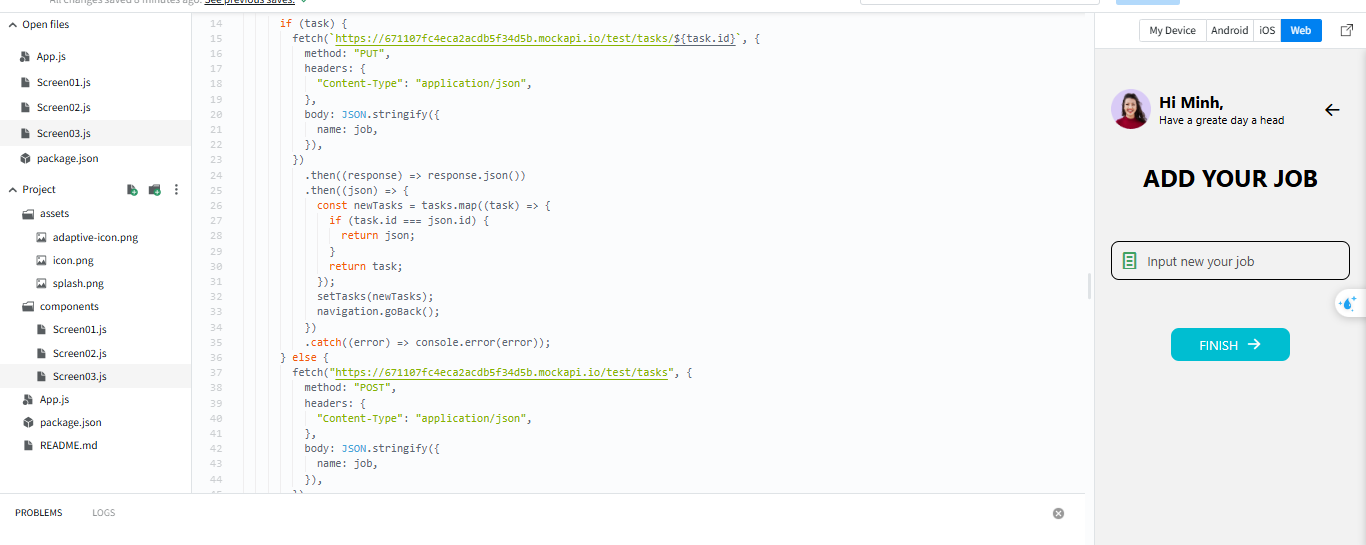 All changes saved 8 minutes ago. See previous saves.
Open files
App.js
Screen01.js
Screen02.js
Screen03.js
package.json
Project
assets
adaptive-icon.png
icon.png
splash.png
components
Screen01.js
Screen02.js
Screen03.js
App.js
package.json
README.md
14 if (task) {
15 fetch(`https://671107fc4eca2acdb5f34d5b.mockapi.io/test/tasks/${task.id}`, {
16 method: "PUT",
17 headers: {
18 "Content-Type": "application/json",
19 },
20 body: JSON.stringify({
21 name: job,
22 }),
23 })
24 .then((response) => response.json())
25 .then((json) => {
26 const newTasks = tasks.map((task) => {
27 if (task.id === json.id) {
28 return json;
29 }
30 return task;
31 });
32 setTasks(newTasks);
33 navigation.goBack();
34 })
35 .catch((error) => console.error(error));
36 } else {
37 fetch("https://671107fc4eca2acdb5f34d5b.mockapi.io/test/tasks", {
38 method: "POST",
39 headers: {
40 "Content-Type": "application/json",
41 },
42 body: JSON.stringify({
43 name: job,
44 }),
45 })
PROBLEMS LOGS
My Device Android iOS Web
Hi Minh,
Have a greate day a head
ADD YOUR JOB
Input new your job
FINISH